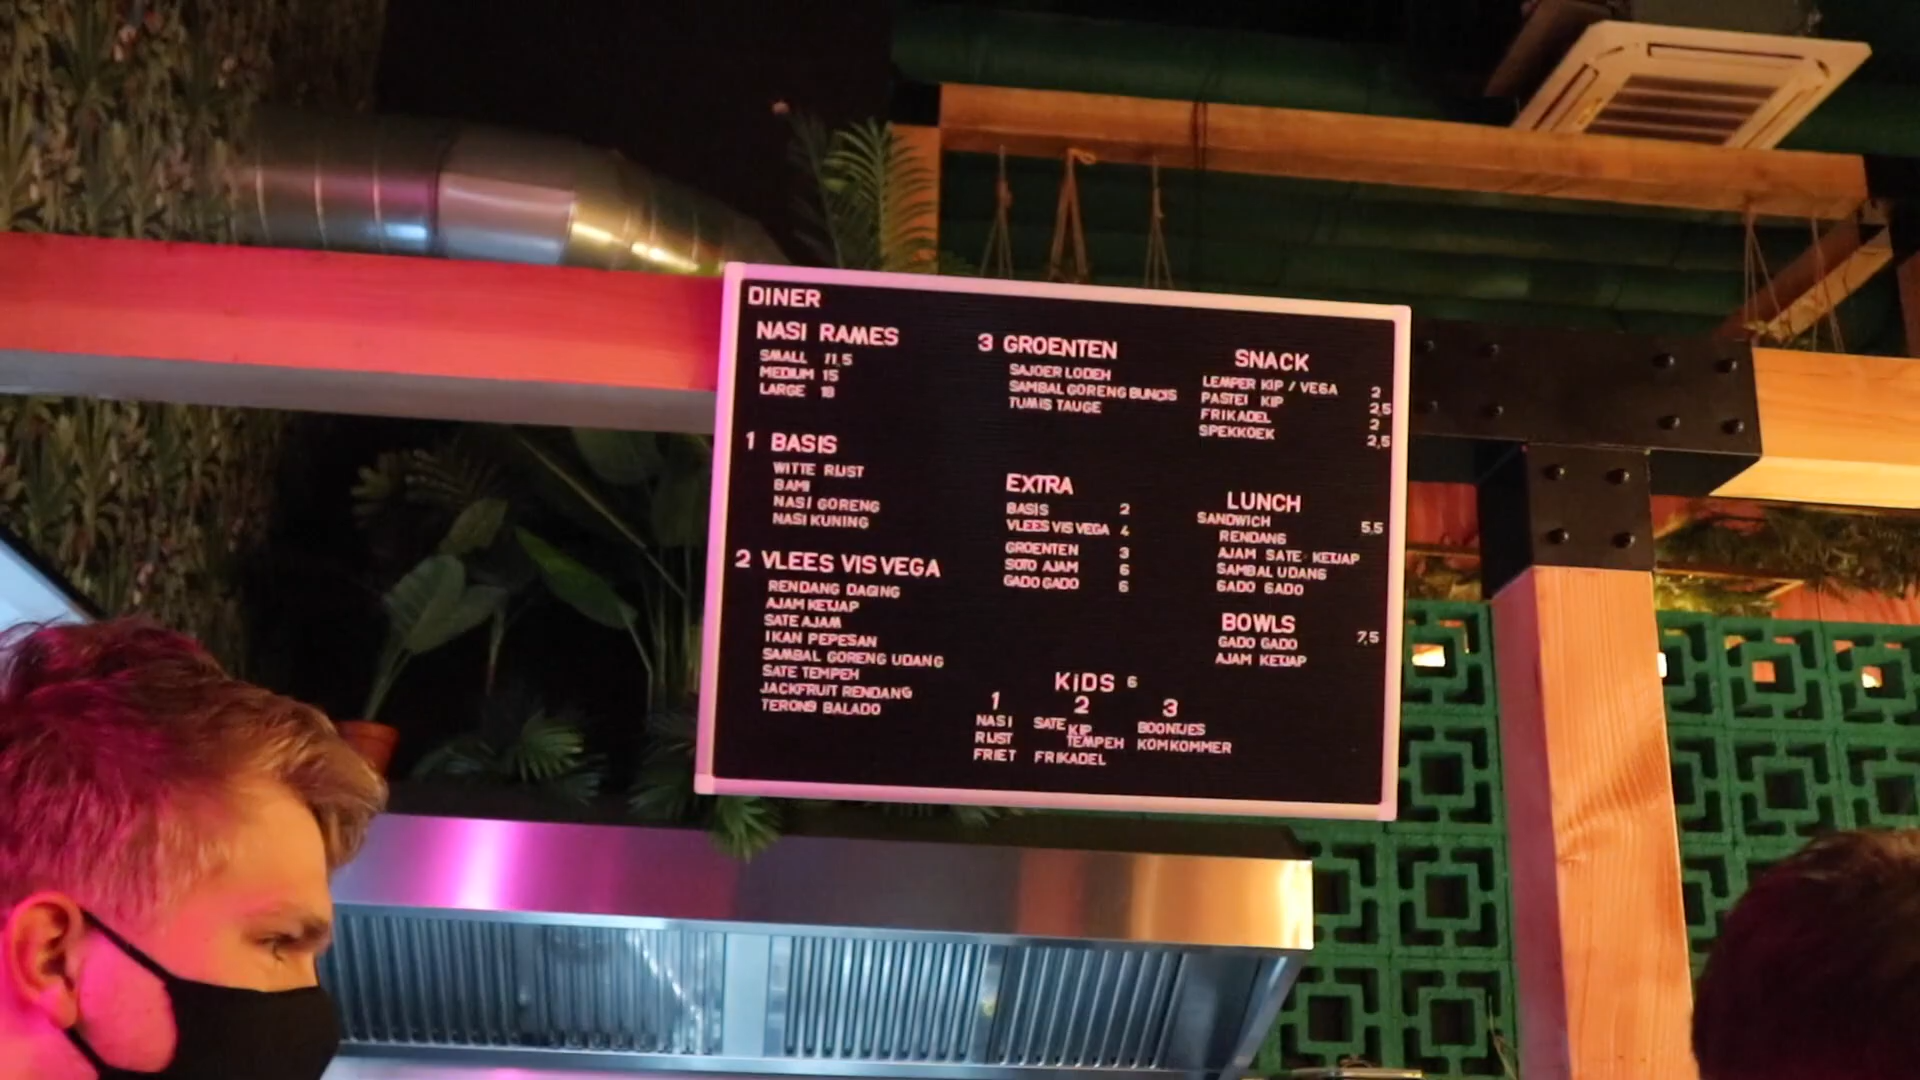 DINER
NASI RAMES
SMALL 11,5
MEDIUM 15
LARGE 18
1 BASIS
WITTE RIJST
BAMI
NASI GORENG
NASI KUNING
2 VLEES VIS VEGA
RENDANG DAGING
AJAM KETJAP
SATE AJAM
IKAN PEPESAN
SAMBAL GORENG UDANG
SATE TEMPEH
JACKFRUIT RENDANG
TERONG BALADO
3 GROENTEN
SAJOER LODEH
SAMBAL GORENG BUNCIS
TUMIS TAUGE
EXTRA
BASIS 2
VLEES VIS VEGA 4
GROENTEN 3
SOTO AJAM 6
GADO GADO 6
SNACK
LEMPER KIP / VEGA 2
PASTEI KIP 2,5
FRIKADEL 2
SPEKKOEK 2,5
LUNCH
SANDWICH 5,5
RENDANG
AJAM SATE KETJAP
SAMBAL UDANG
GADO GADO
BOWLS 7,5
GADO GADO
AJAM KETJAP
KIDS 6
1 2 3
NASI SATE KIP BOONTJES
RIJST TEMPEH KOMKOMMER
FRIET FRIKADEL